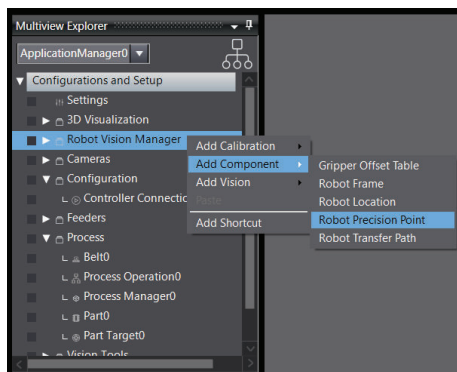 Multiview Explorer
ApplicationManager0
Configurations and Setup
Settings
3D Visualization
Robot Vision Manager
Cameras
Configuration
Controller Connectio
Feeders
Process
Belt0
Process Operation0
Process Manager0
Part0
Part Target0
Vision Tools
Add Calibration
Add Component
Add Vision
Paste
Add Shortcut
Gripper Offset Table
Robot Frame
Robot Location
Robot Precision Point
Robot Transfer Path